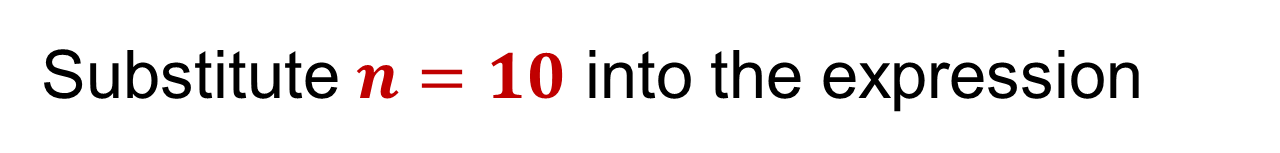 Substitute n = 10 into the expression